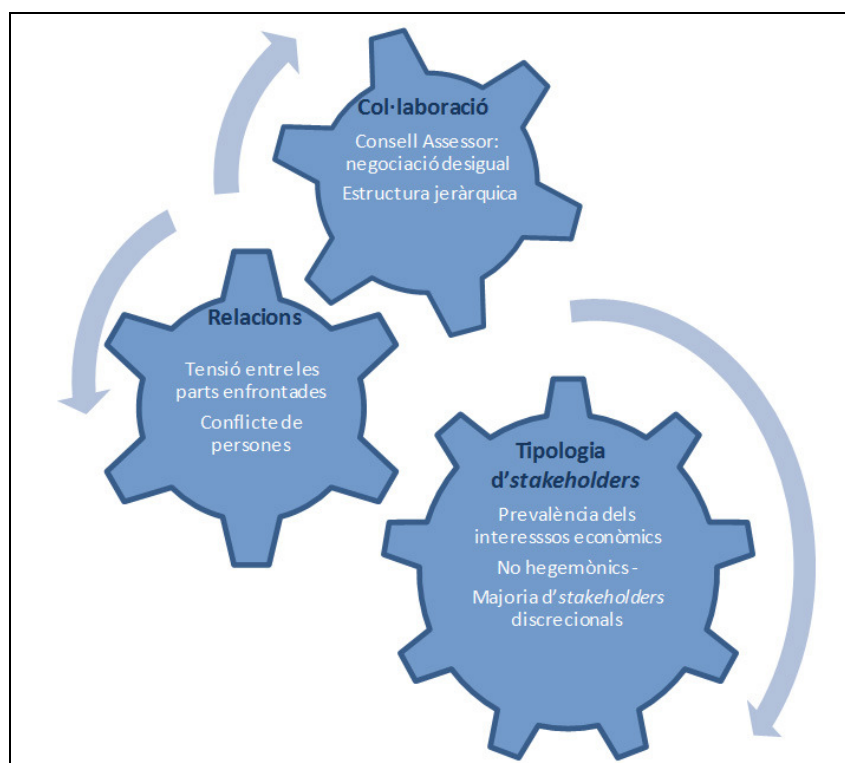 Col·laboració
Consell Assessor:
negociació desigual
Estructura jeràrquica
Relacions
Tensió entre les
parts enfrontades
Conflicte de
persones
Tipologia
d'stakeholders
Prevalència dels
interesssos econòmics
No hegemònics -
Majoria d'stakeholders
discrecionals